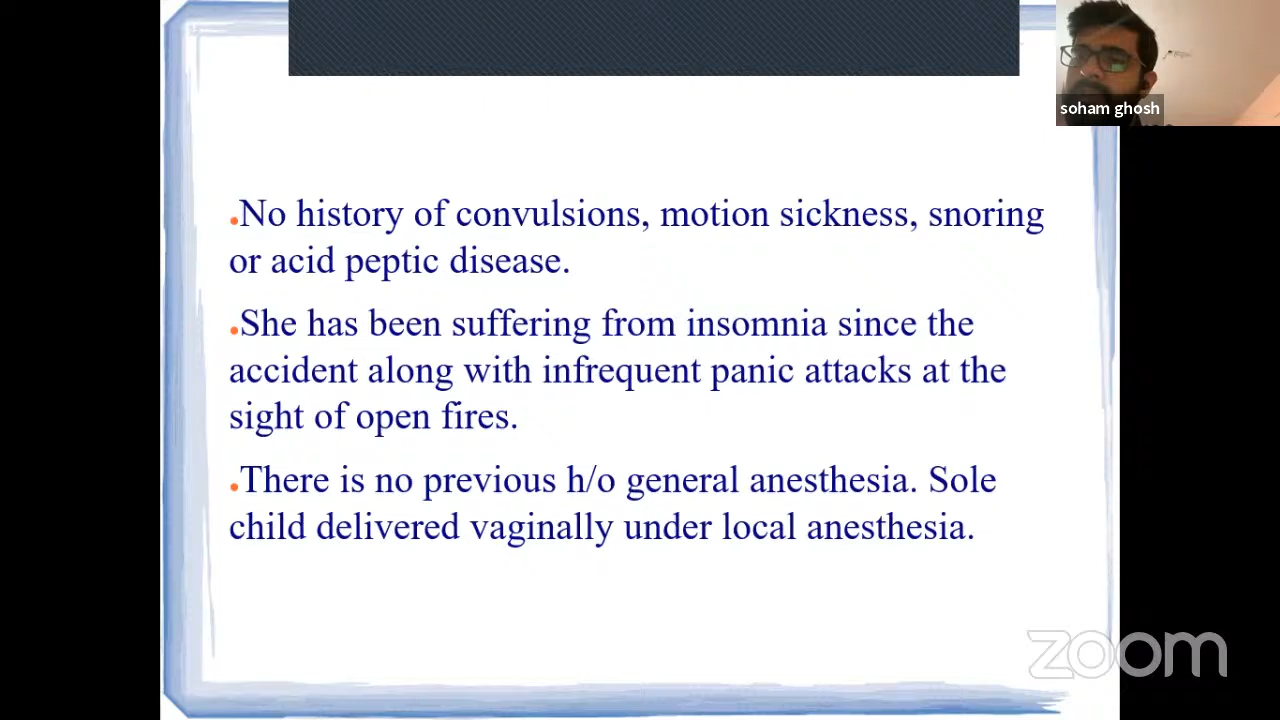 soham ghosh
•No history of convulsions, motion sickness, snoring
or acid peptic disease.
•She has been suffering from insomnia since the
accident along with infrequent panic attacks at the
sight of open fires.
•There is no previous h/o general anesthesia. Sole
child delivered vaginally under local anesthesia.
zoom